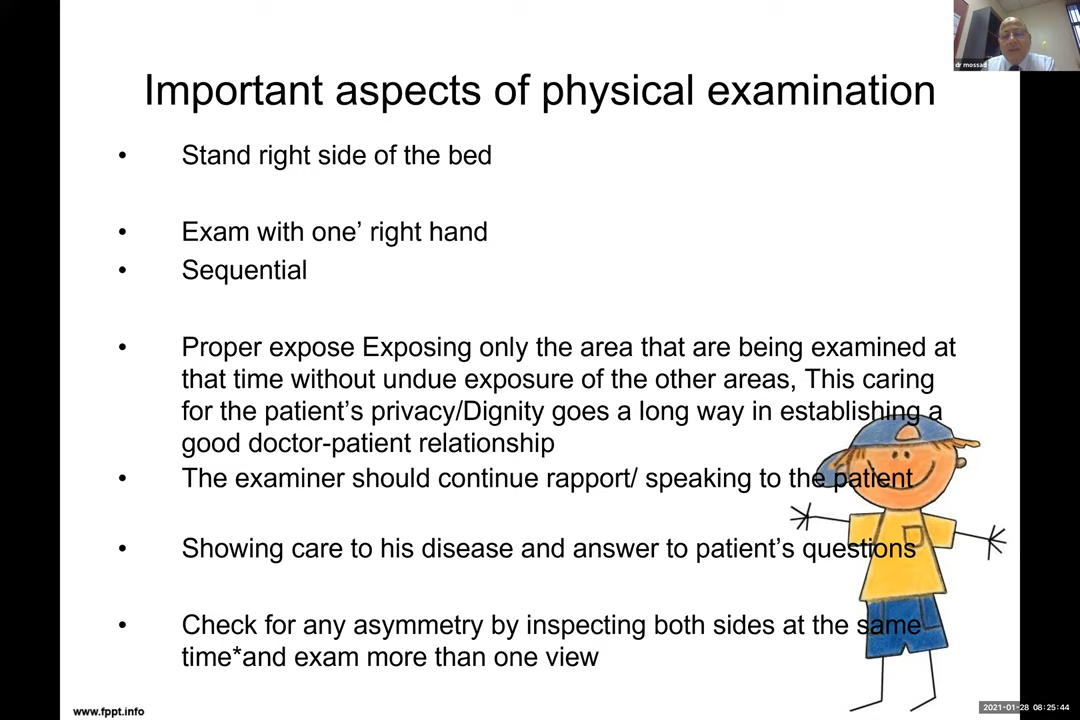 dr mossad
Important aspects of physical examination
• Stand right side of the bed
• Exam with one’ right hand
• Sequential
• Proper expose Exposing only the area that are being examined at
that time without undue exposure of the other areas, This caring
for the patient’s privacy/Dignity goes a long way in establishing a
good doctor-patient relationship
• The examiner should continue rapport/ speaking to the patient
• Showing care to his disease and answer to patient’s questions
• Check for any asymmetry by inspecting both sides at the same
time*and exam more than one view
www.fppt.info
2021-01-28 08:25:44